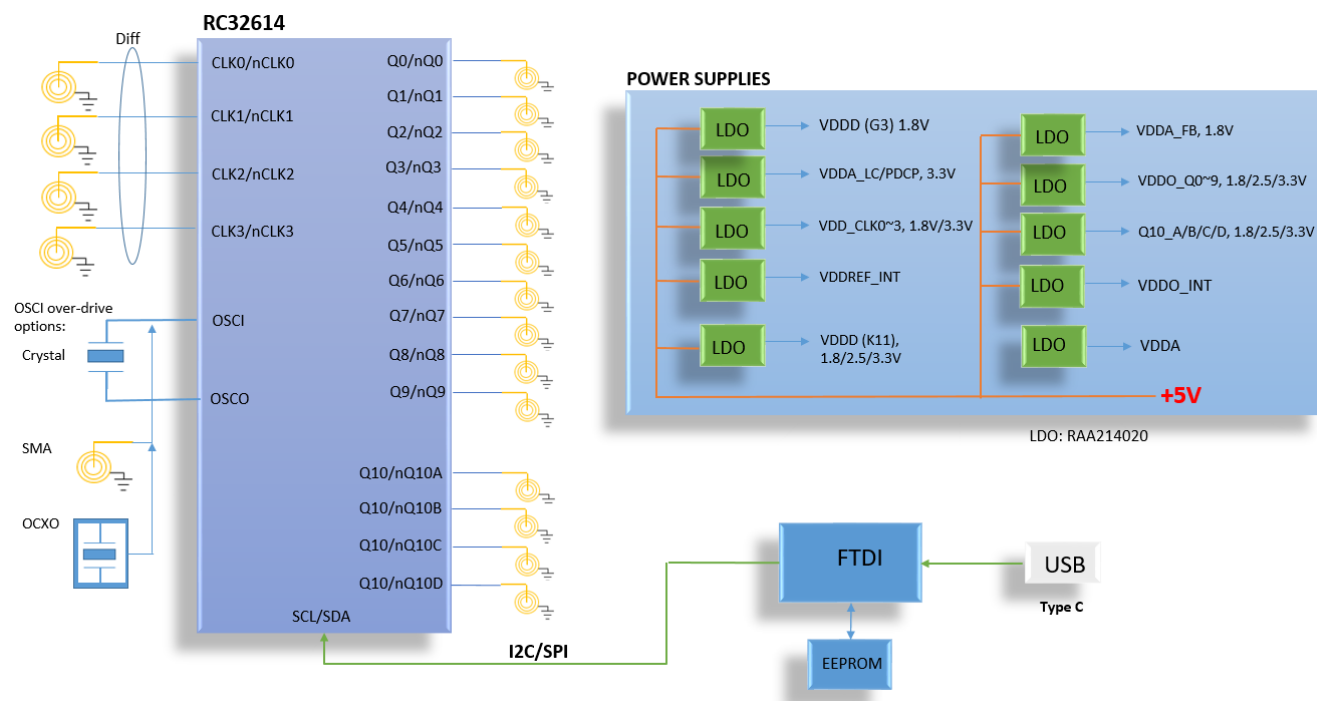 RC32614
Diff
CLK0/nCLK0
CLK1/nCLK1
CLK2/nCLK2
CLK3/nCLK3
OSCI over-drive
options:
Crystal
OSCI
OSCO
SMA
OCXO
Q0/nQ0
Q1/nQ1
Q2/nQ2
Q3/nQ3
Q4/nQ4
Q5/nQ5
Q6/nQ6
Q7/nQ7
Q8/nQ8
Q9/nQ9
Q10/nQ10A
Q10/nQ10B
Q10/nQ10C
Q10/nQ10D
SCL/SDA
I2C/SPI
POWER SUPPLIES
LDO
VDDD (G3) 1.8V
LDO
VDDA_LC/PDCP, 3.3V
LDO
VDD_CLK0~3, 1.8V/3.3V
LDO
VDDREF_INT
LDO
VDDD (K11),
1.8/2.5/3.3V
LDO
VDDA_FB, 1.8V
LDO
VDDO_Q0~9, 1.8/2.5/3.3V
LDO
Q10_A/B/C/D, 1.8/2.5/3.3V
LDO
VDDO_INT
LDO
VDDA
+5V
LDO: RAA214020
FTDI
USB
Type C
EEPROM